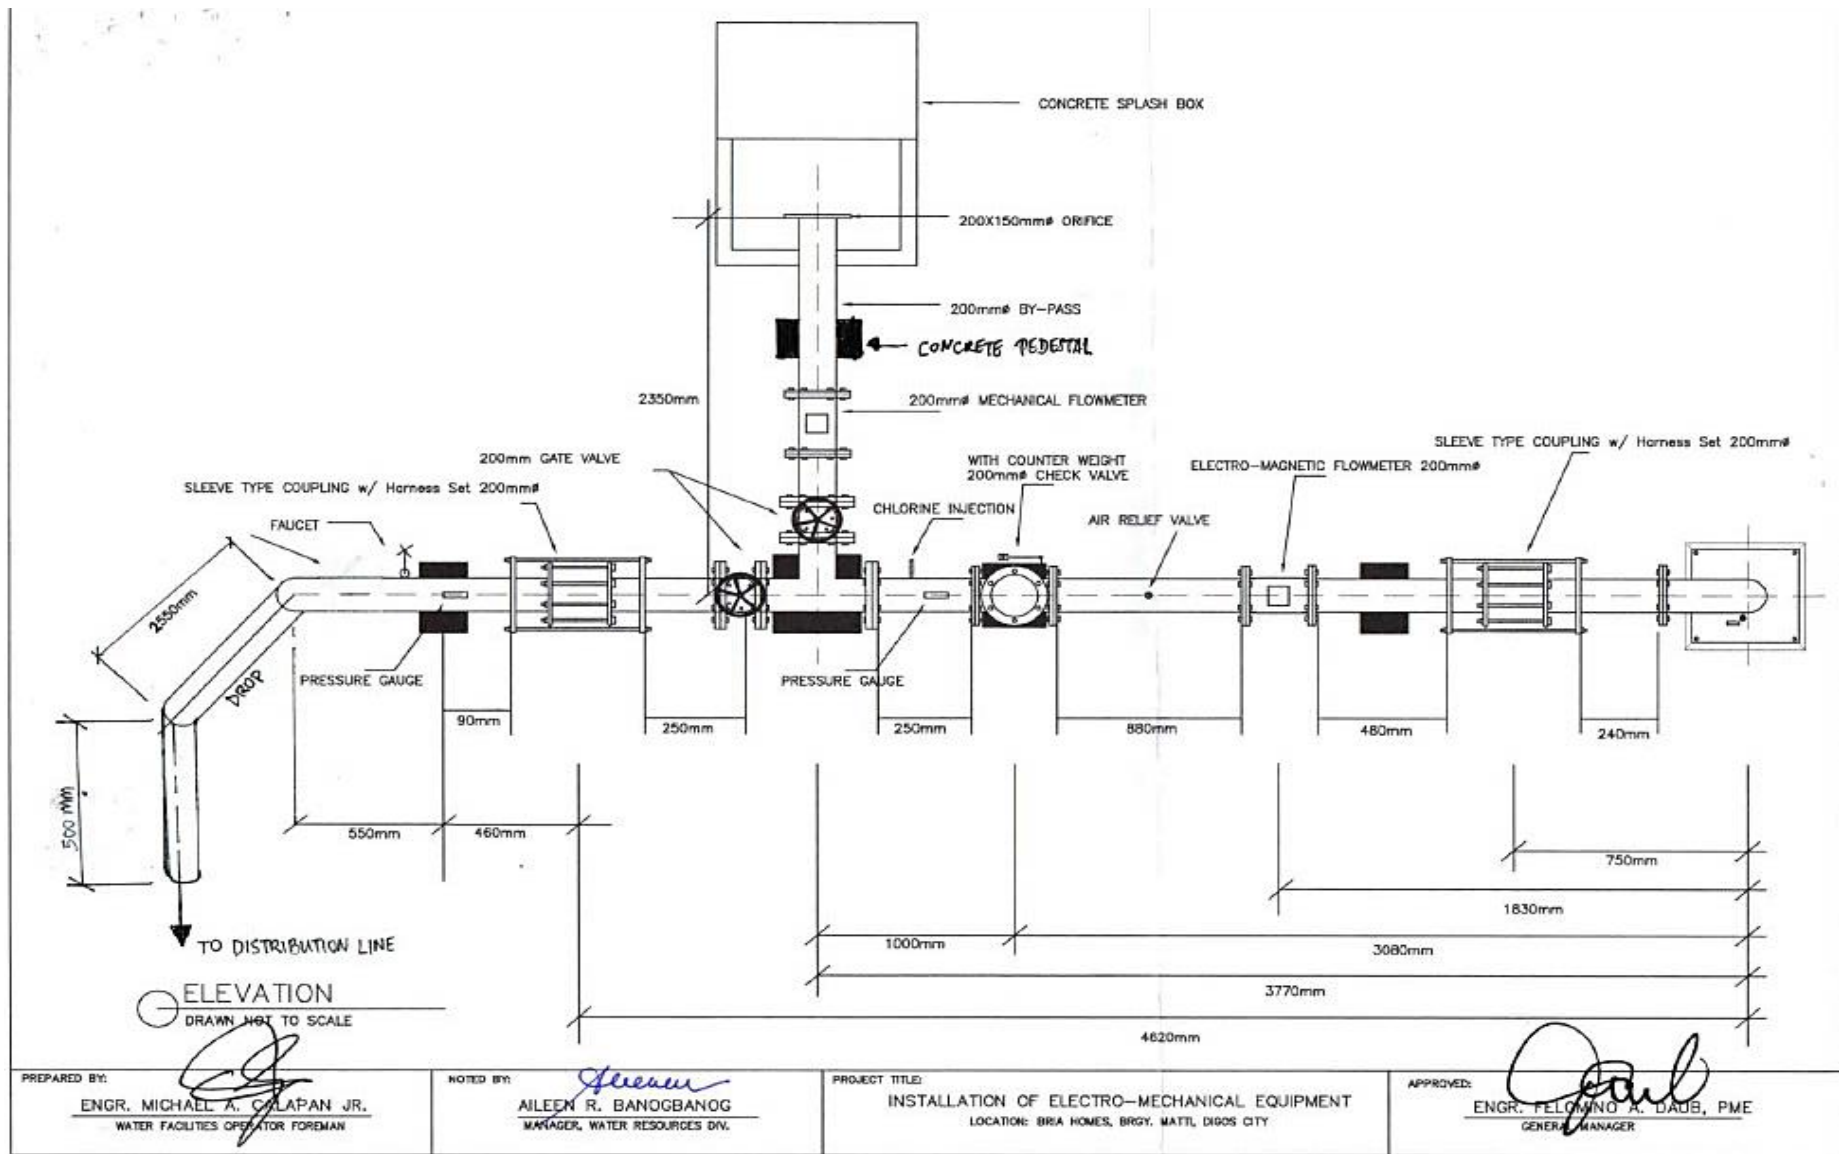 CONCRETE SPLASH BOX
200X150mmø ORIFICE
200mmø BY-PASS
CONCRETE PEDESTAL
2350mm
200mmø MECHANICAL FLOWMETER
200mm GATE VALVE
WITH COUNTER WEIGHT
200mmø CHECK VALVE
SLEEVE TYPE COUPLING w/ Harness Set 200mmø
ELECTRO-MAGNETIC FLOWMETER 200mmø
SLEEVE TYPE COUPLING w/ Harness Set 200mmø
FAUCET
CHLORINE INJECTION
AIR RELIEF VALVE
2550mm
DROP
PRESSURE GAUGE
PRESSURE GAUGE
90mm
250mm
250mm
880mm
480mm
240mm
500 mm
550mm
460mm
750mm
1830mm
1000mm
3080mm
3770mm
4620mm
TO DISTRIBUTION LINE
ELEVATION
DRAWN NOT TO SCALE
PREPARED BY:
ENGR. MICHAEL A. CALAPAN JR.
WATER FACILITIES OPERATOR FOREMAN
NOTED BY:
AILEEN R. BANOGBANOG
MANAGER, WATER RESOURCES DIV.
PROJECT TITLE:
INSTALLATION OF ELECTRO-MECHANICAL EQUIPMENT
LOCATION: BRIA HOMES, BRGY. MATTI, DIGOS CITY
APPROVED:
ENGR. FELOMINO A. DAUB, PME
GENERAL MANAGER